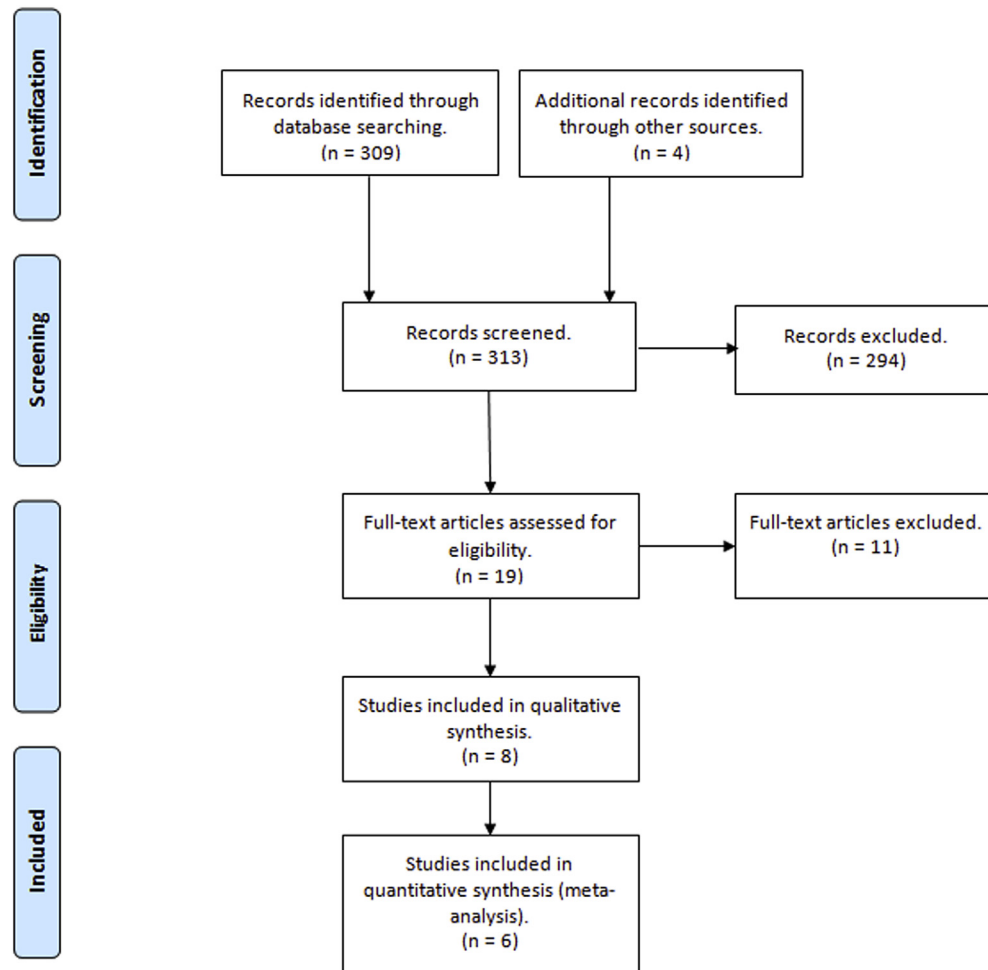 Identification
Records identified through
database searching.
(n = 309)
Additional records identified
through other sources.
(n = 4)
Screening
Records screened.
(n = 313)
Records excluded.
(n = 294)
Eligibility
Full-text articles assessed for
eligibility.
(n = 19)
Full-text articles excluded.
(n = 11)
Studies included in qualitative
synthesis.
(n = 8)
Included
Studies included in
quantitative synthesis (meta-
analysis).
(n = 6)